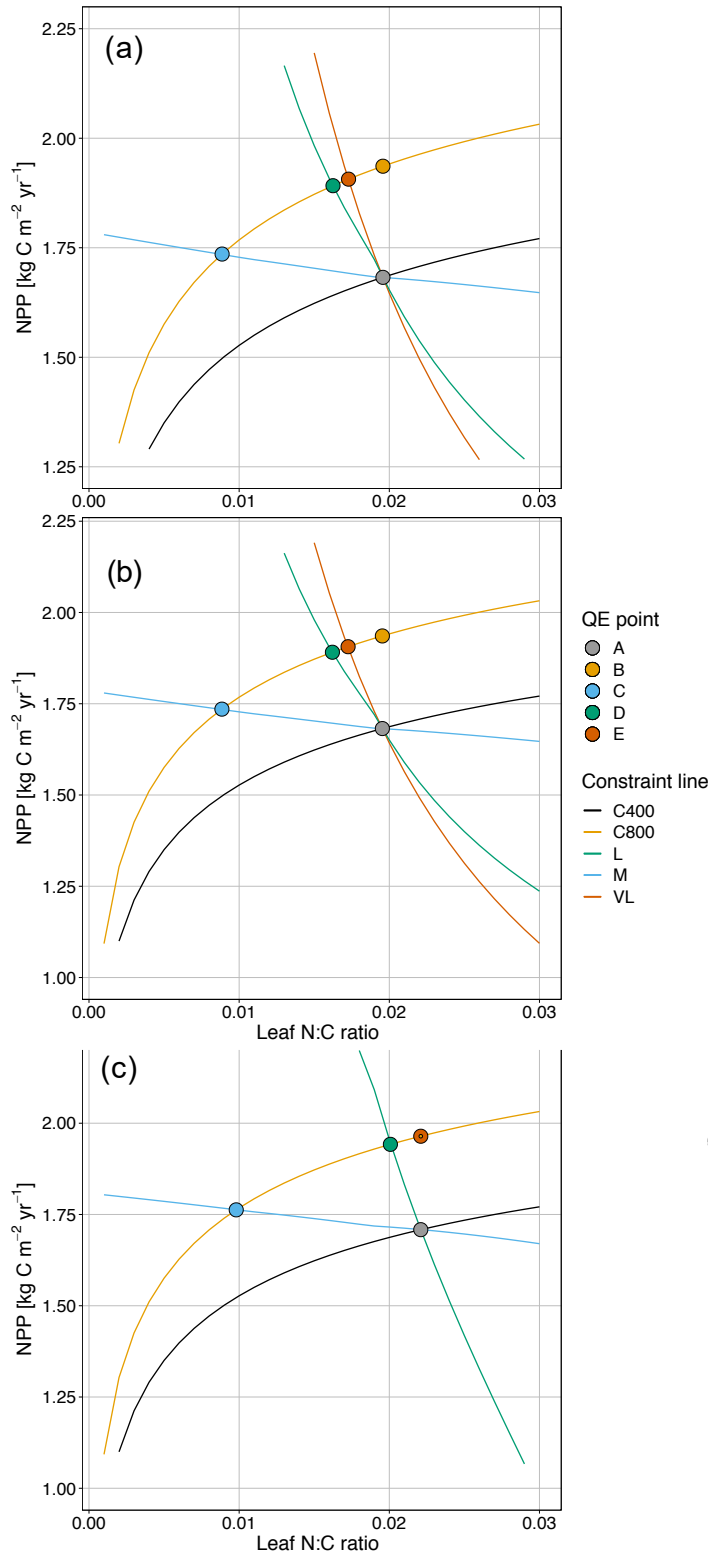 (a)
2.25
2.00
1.75
1.50
1.25
NPP [kg C m⁻² yr⁻¹]
0.00 0.01 0.02 0.03
(b)
2.25
2.00
1.75
1.50
1.25
1.00
NPP [kg C m⁻² yr⁻¹]
0.00 0.01 0.02 0.03
Leaf N:C ratio
QE point
A
B
C
D
E
Constraint line
C400
C800
L
M
VL
(c)
2.00
1.75
1.50
1.25
1.00
NPP [kg C m⁻² yr⁻¹]
0.00 0.01 0.02 0.03
Leaf N:C ratio